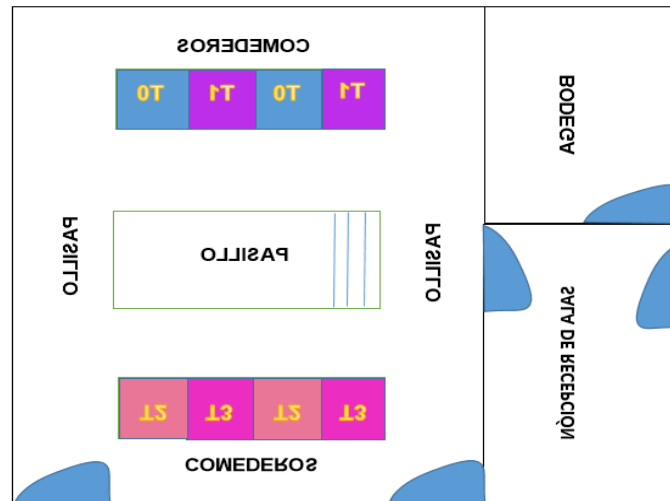 COMEDEROS
T0 T1 T0 T1
BODEGA
PASILLO
PASILLO
PASILLO
SALA DE RECEPCIÓN
T2 T3 T2 T3
COMEDEROS